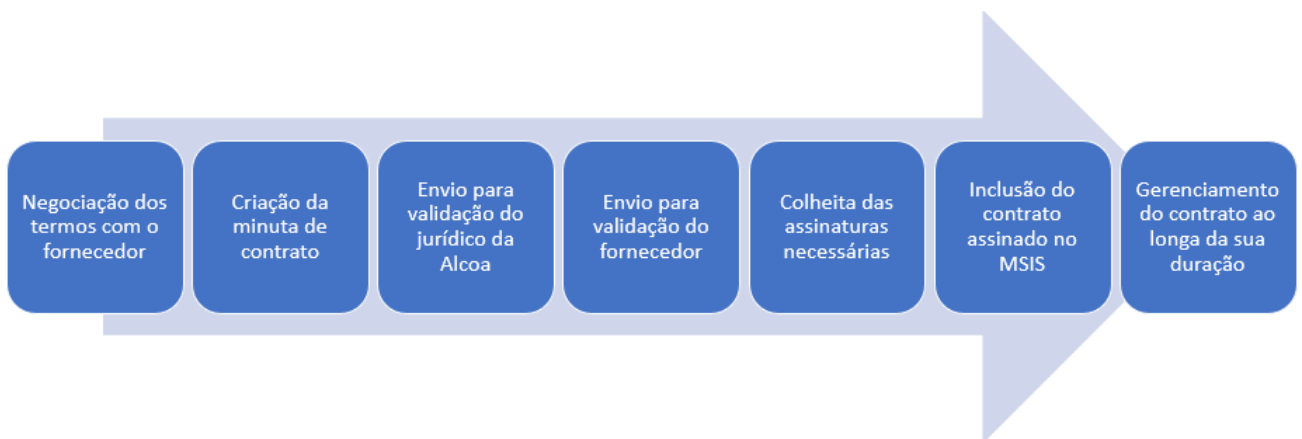 Negociação dos
termos com o
fornecedor
Criação da
minuta de
contrato
Envio para
validação do
jurídico da
Alcoa
Envio para
validação do
fornecedor
Colheita das
assinaturas
necessárias
Inclusão do
contrato
assinado no
MSIS
Gerenciamento
do contrato ao
longa da sua
duração